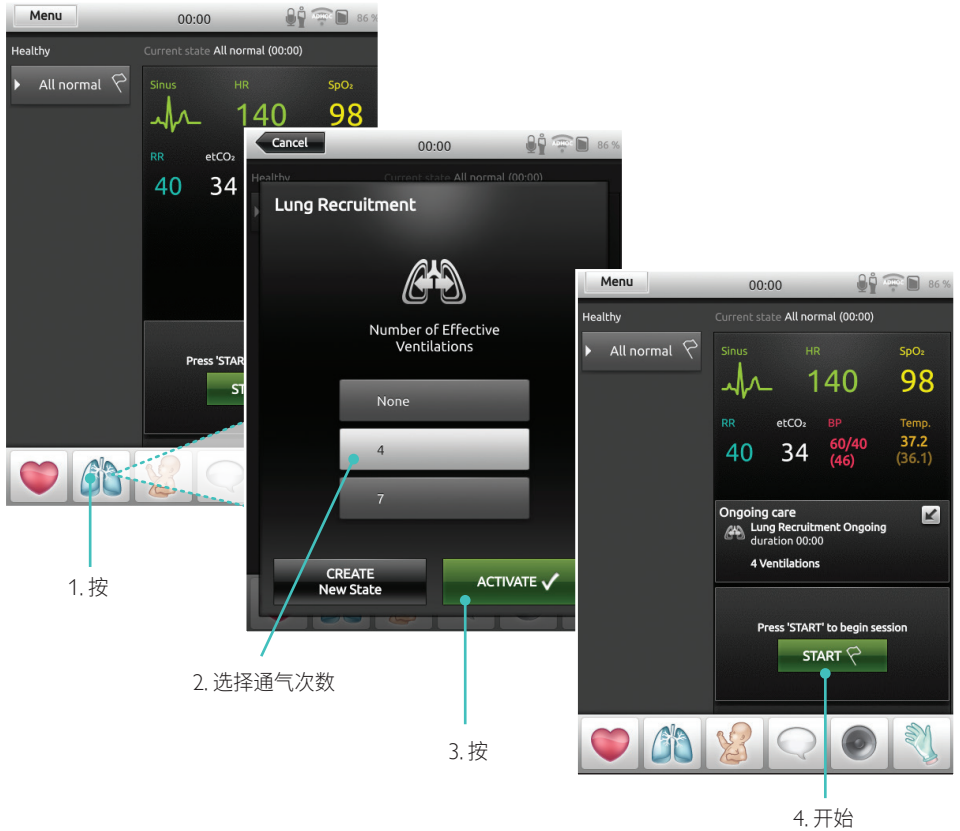 Menu
00:00
86 %
Healthy
Current state All normal (00:00)
All normal
Sinus
HR
SpO₂
140
98
RR
etCO₂
40
34
Press 'STAR
ST
1. 按
Cancel
00:00
ADHOC
86 %
Healthy
Current state All normal (00:00)
Lung Recruitment
Number of Effective
Ventilations
None
4
7
CREATE
New State
ACTIVATE
2. 选择通气次数
3. 按
Menu
00:00
ADHOC
86 %
Healthy
Current state All normal (00:00)
All normal
Sinus
HR
SpO₂
140
98
RR
etCO₂
BP
Temp.
40
34
60/40
(46)
37.2
(36.1)
Ongoing care
Lung Recruitment Ongoing
duration 00:00
4 Ventilations
Press 'START' to begin session
START
4. 开始